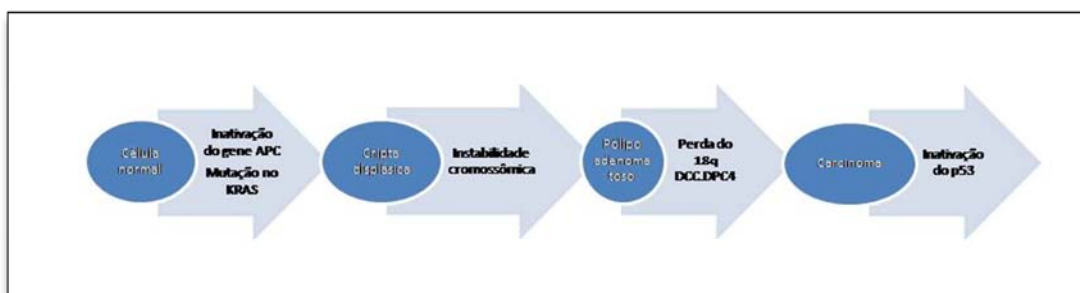 Célula
normal
Inativação
do gene APC
Mutação no
KRAS
Cripta
displásica
Instabilidade
cromossômica
Pólipo
adenoma
toso
Perda do
18q
DCC.DPC4
Carcinoma
Inativação
do p53